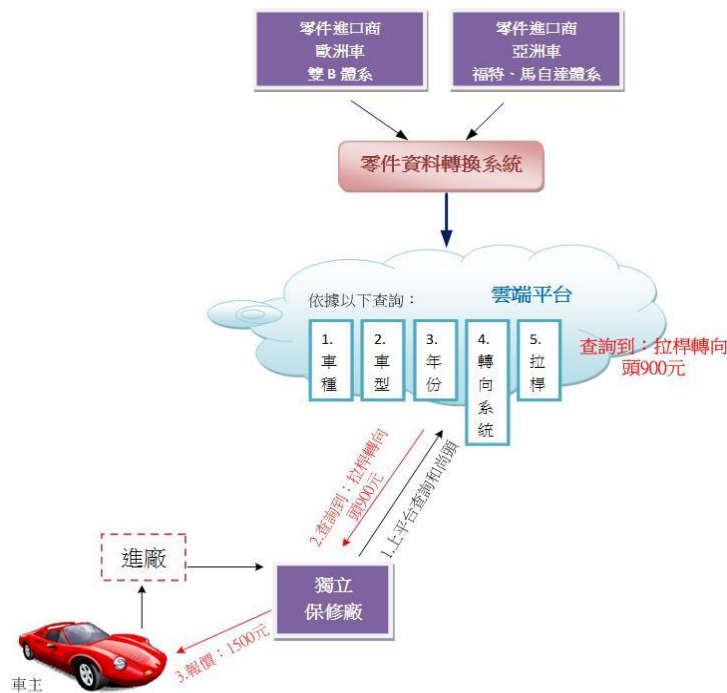 零件進口商
歐洲車
雙B體系
零件進口商
亞洲車
福特、馬自達體系
零件資料轉換系統
雲端平台
依據以下查詢：
1.車種
2.車型
3.年份
4.轉向系統
5.拉桿
查詢到；拉桿轉向
頭900元
2.查詢到；拉桿轉向
頭900元
1.上平台查詢和尚頭
進廠
獨立
保修廠
3.報價：1500元
車主